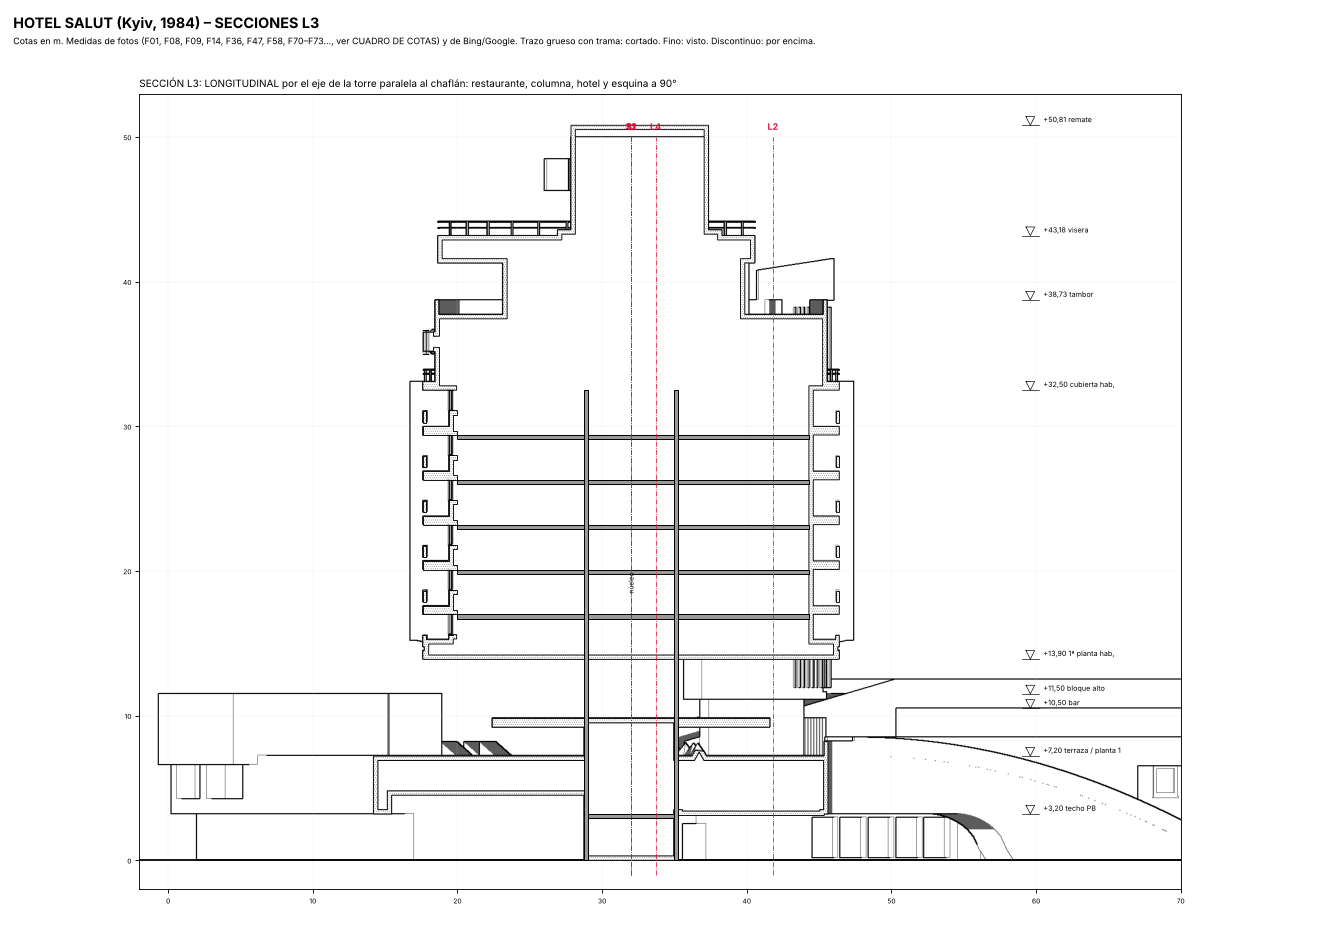 HOTEL SALUT (Kyiv, 1984) – SECCIONES L3
Cotas en m. Medidas de fotos (F01, F08, F09, F14, F36, F47, F58, F70–F73..., ver CUADRO DE COTAS) y de Bing/Google. Trazo grueso con trama: cortado. Fino: visto. Discontinuo: por encima.
SECCIÓN L3: LONGITUDINAL por el eje de la torre paralela al chaflán: restaurante, columna, hotel y esquina a 90°
L4
L2
+50,81 remate
+43,18 visera
+38,73 tambor
+32,50 cubierta hab,
+13,90 1ª planta hab,
+11,50 bloque alto
+10,50 bar
+7,20 terraza / planta 1
+3,20 techo PB
núcleo
50
40
30
20
10
0
0 10 20 30 40 50 60 70